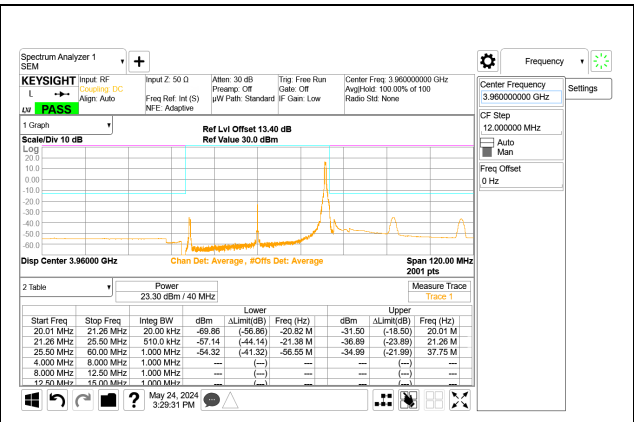 Spectrum Analyzer 1
SEM
Frequency
KEYSIGHT
Input: RF
Coupling: DC
Align: Auto
Input Z: 50 Ω
Freq Ref: Int (S)
NFE: Adaptive
Atten: 30 dB
Preamp: Off
µW Path: Standard
Trig: Free Run
Gate: Off
IF Gain: Low
Center Freq: 3.960000000 GHz
Avg|Hold: 100.00% of 100
Radio Std: None
L
LXI PASS
Center Frequency
3.960000000 GHz
Settings
CF Step
12.000000 MHz
Auto
Man
Freq Offset
0 Hz
1 Graph
Scale/Div 10 dB
Ref Lvl Offset 13.40 dB
Ref Value 30.0 dBm
Log
20.0
10.0
0.00
-10.0
-20.0
-30.0
-40.0
-50.0
-60.0
Disp Center 3.96000 GHz
Chan Det: Average, #Offs Det: Average
Span 120.00 MHz
2001 pts
2 Table
Power
23.30 dBm / 40 MHz
Measure Trace
Trace 1
Lower Upper
Start Freq Stop Freq Integ BW dBm ΔLimit(dB) Freq (Hz) dBm ΔLimit(dB) Freq (Hz)
20.01 MHz 21.26 MHz 20.00 kHz -69.86 (-56.86) -20.82 M -31.50 (-18.50) 20.01 M
21.26 MHz 25.50 MHz 510.0 kHz -57.14 (-44.14) -21.38 M -36.89 (-23.89) 21.26 M
25.50 MHz 60.00 MHz 1.000 MHz -54.32 (-41.32) -56.55 M -34.99 (-21.99) 37.75 M
4.000 MHz 8.000 MHz 1.000 MHz --- (---) --- (---)
8.000 MHz 12.50 MHz 1.000 MHz --- (---) --- (---)
12.50 MHz 15.00 MHz 1.000 MHz --- (---) --- (---)
?
May 24, 2024
3:29:31 PM